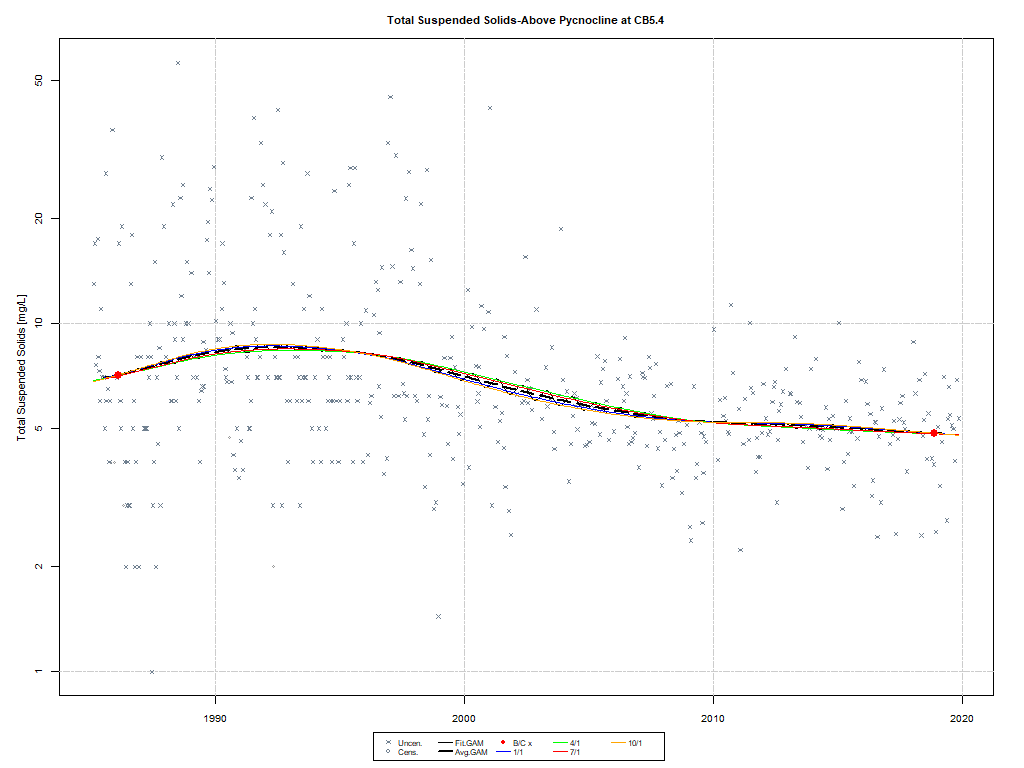 Total Suspended Solids-Above Pycnocline at CB5.4
Total Suspended Solids [mg/L]
50
20
10
5
2
1
1990
2000
2010
2020
Uncen. Fit.GAM B/C x 4/1 10/1
Cens. Avg.GAM 1/1 7/1